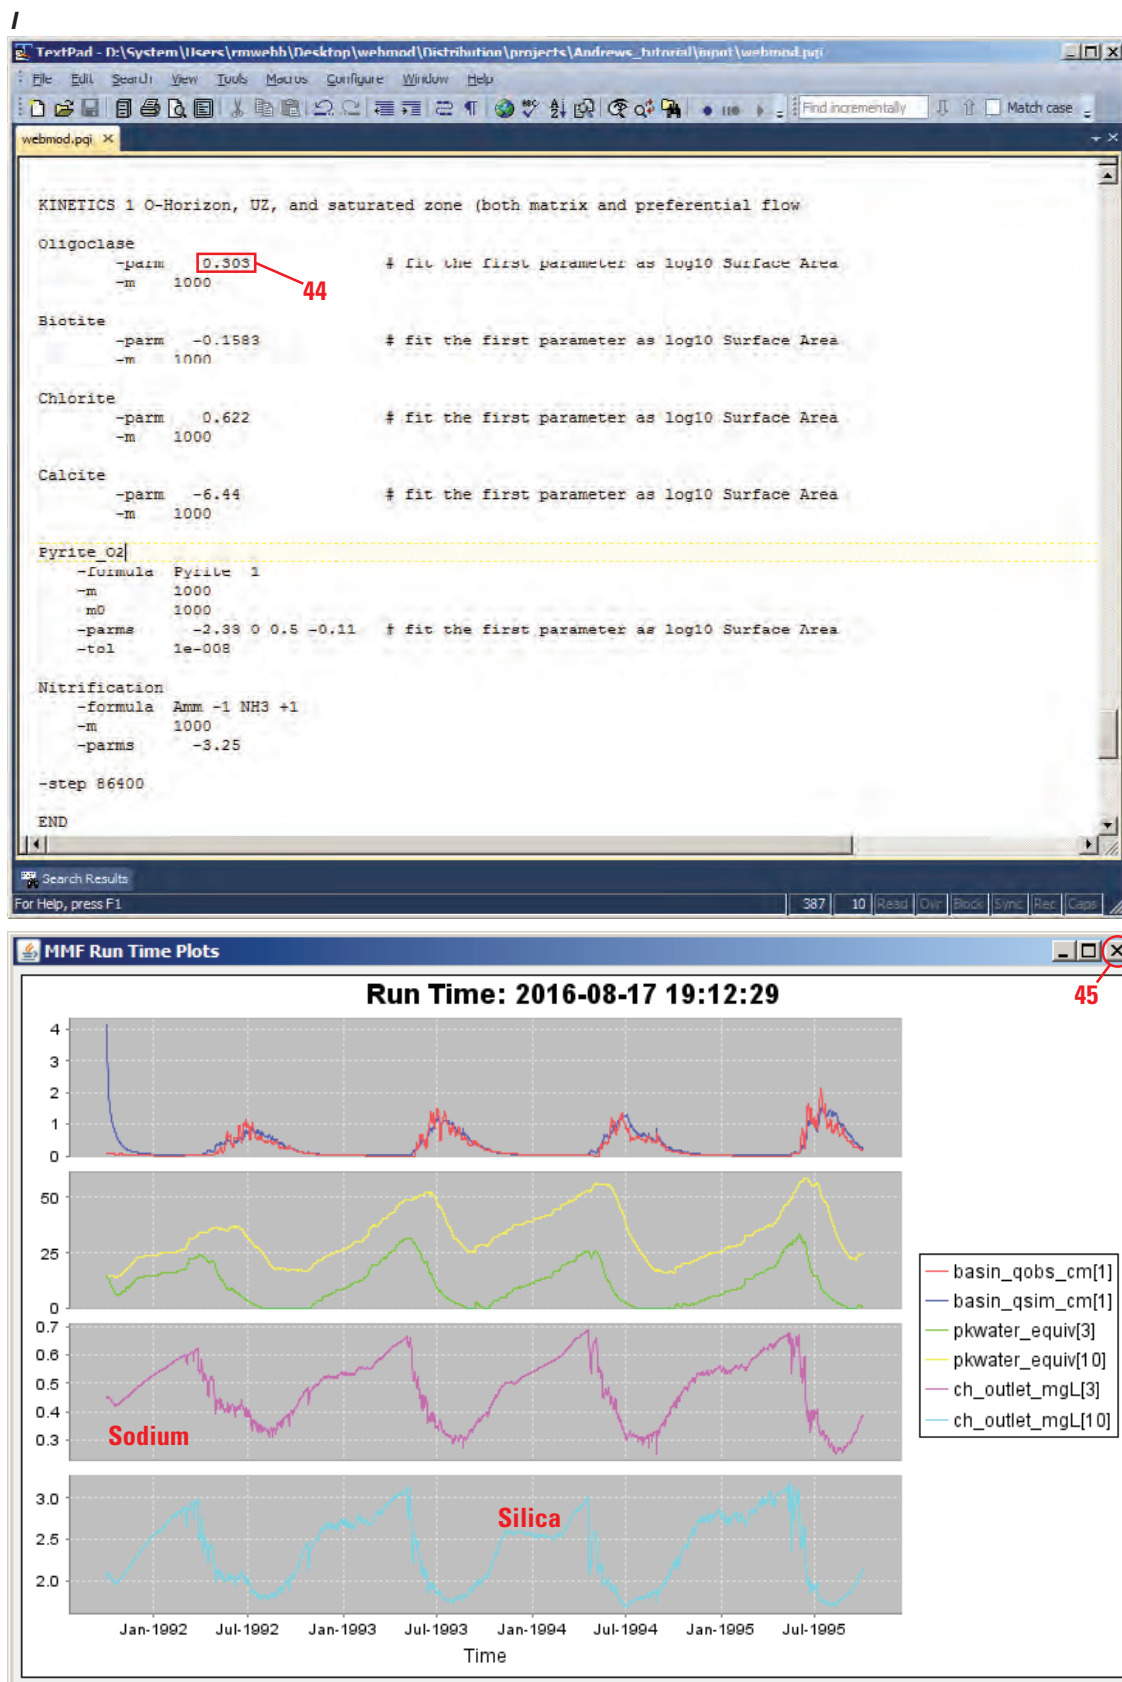 I
TextPad - D:\System\Users\rmwebb\Desktop\webmod\Distribution\projects\Andrews_tutorial\input\webmod.pqi
File Edit Search View Tools Macros Configure Window Help
Find incrementally Match case
webmod.pqi
KINETICS 1 O-Horizon, UZ, and saturated zone (both matrix and preferential flow
Oligoclase
-parm 0.303 # fit the first parameter as log10 Surface Area
-m 1000
44
Biotite
-parm -0.1583 # fit the first parameter as log10 Surface Area
-m 1000
Chlorite
-parm 0.622 # fit the first parameter as log10 Surface Area
-m 1000
Calcite
-parm -6.44 # fit the first parameter as log10 Surface Area
-m 1000
Pyrite_O2
-formula Pyrite 1
-m 1000
m0 1000
-parms -2.33 0 0.5 -0.11 # fit the first parameter as log10 Surface Area
-tol 1e-008
Nitrification
-formula Amm -1 NH3 +1
-m 1000
-parms -3.25
-step 86400
END
Search Results
For Help, press F1 387 10 Read Ovr Block Sync Rec Caps
MMF Run Time Plots
45
Run Time: 2016-08-17 19:12:29
4
3
2
1
0
50
25
0
0.7
0.6
0.5
0.4
0.3
Sodium
3.0
2.5
2.0
Silica
Jan-1992 Jul-1992 Jan-1993 Jul-1993 Jan-1994 Jul-1994 Jan-1995 Jul-1995
Time
basin_qobs_cm[1]
basin_qsim_cm[1]
pkwater_equiv[3]
pkwater_equiv[10]
ch_outlet_mgL[3]
ch_outlet_mgL[10]